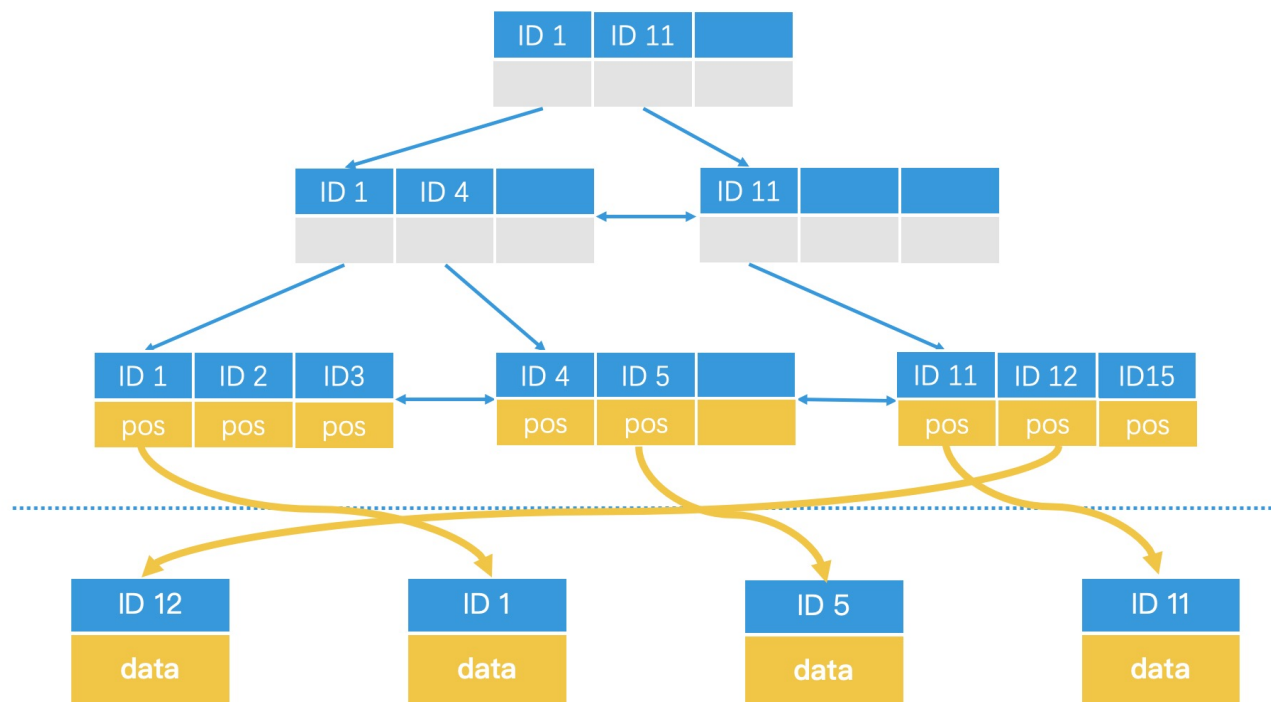 ID 1 ID 11
ID 1 ID 4 ID 11
ID 1 ID 2 ID3 ID 4 ID 5 ID 11 ID 12 ID15
pos pos pos pos pos pos pos pos
ID 12 ID 1 ID 5 ID 11
data data data data